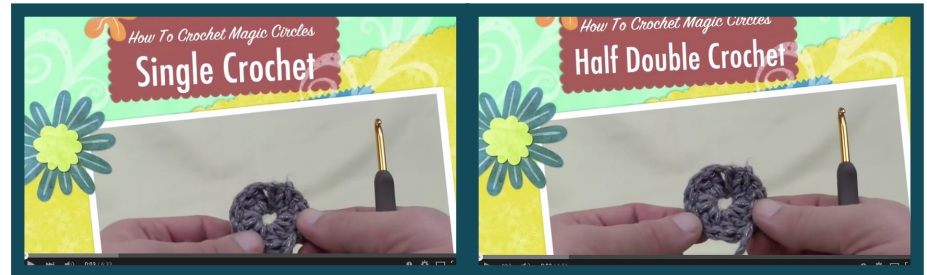 How To Crochet Magic Circles
Single Crochet
How To Crochet Magic Circles
Half Double Crochet